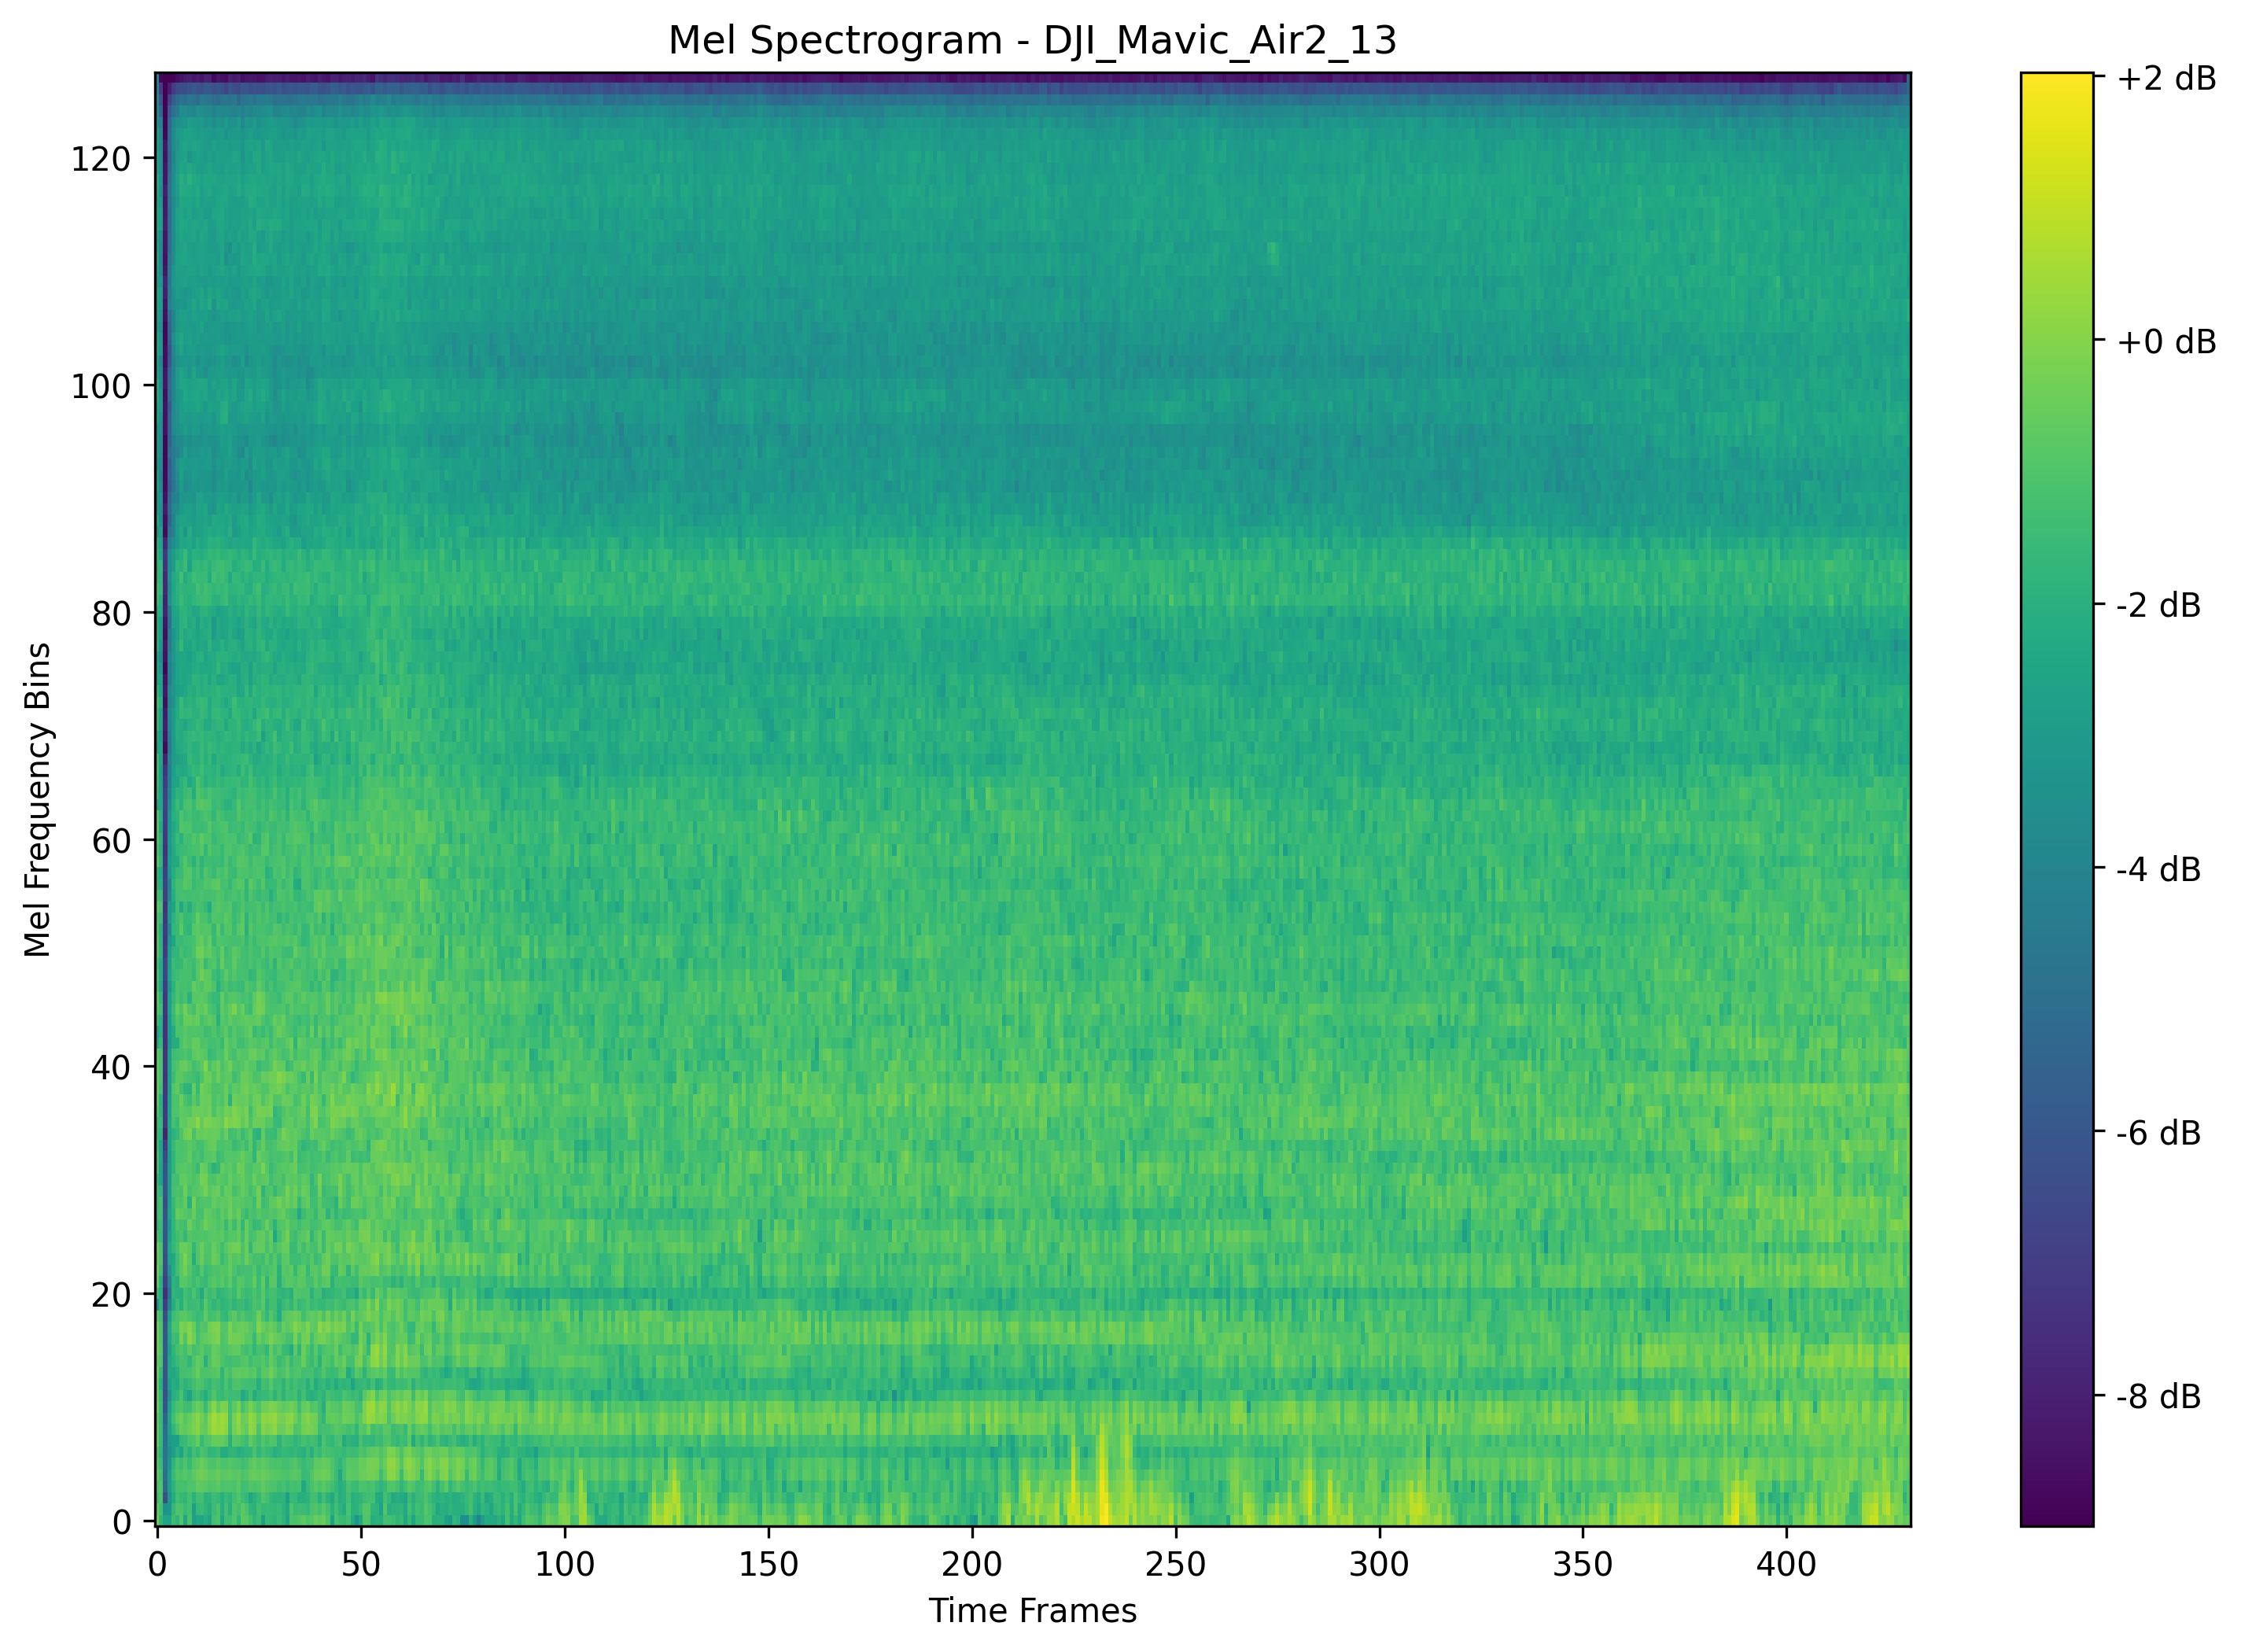 Mel Spectrogram - DJI_Mavic_Air2_13
+2 dB
+0 dB
-2 dB
-4 dB
-6 dB
-8 dB
120
100
80
60
40
20
0
Mel Frequency Bins
0 50 100 150 200 250 300 350 400
Time Frames